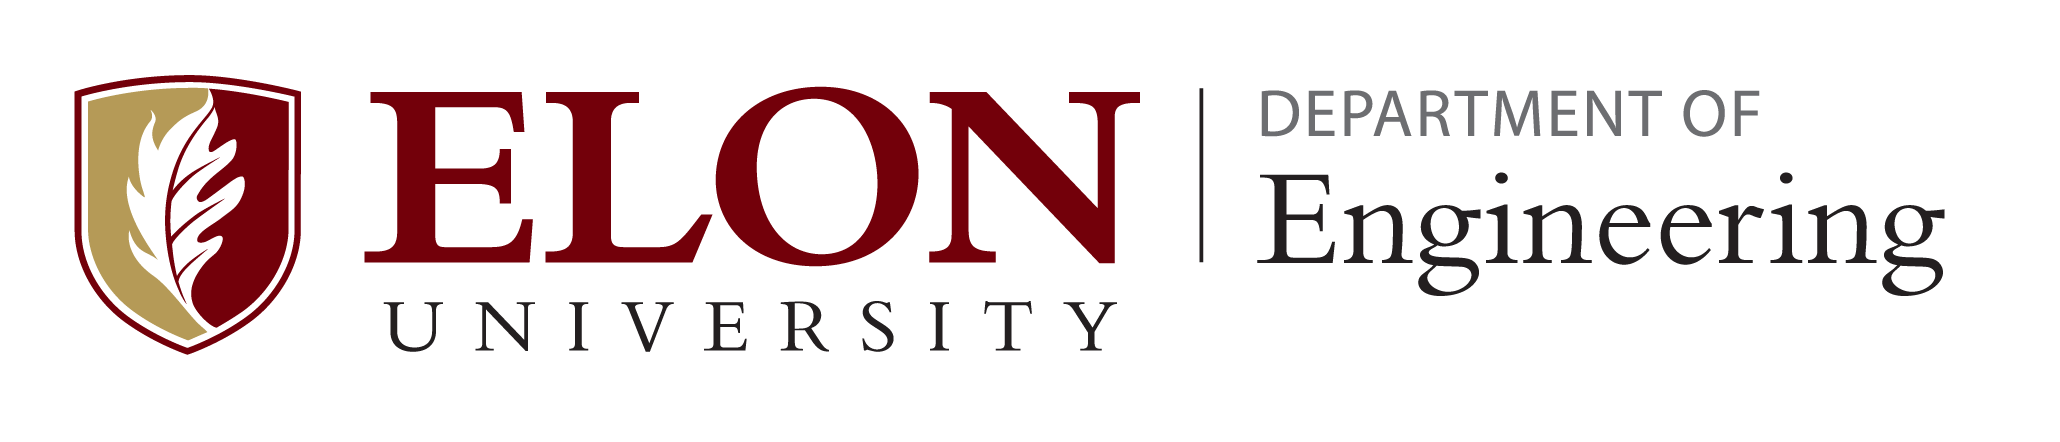 ELON
UNIVERSITY
DEPARTMENT OF
Engineering